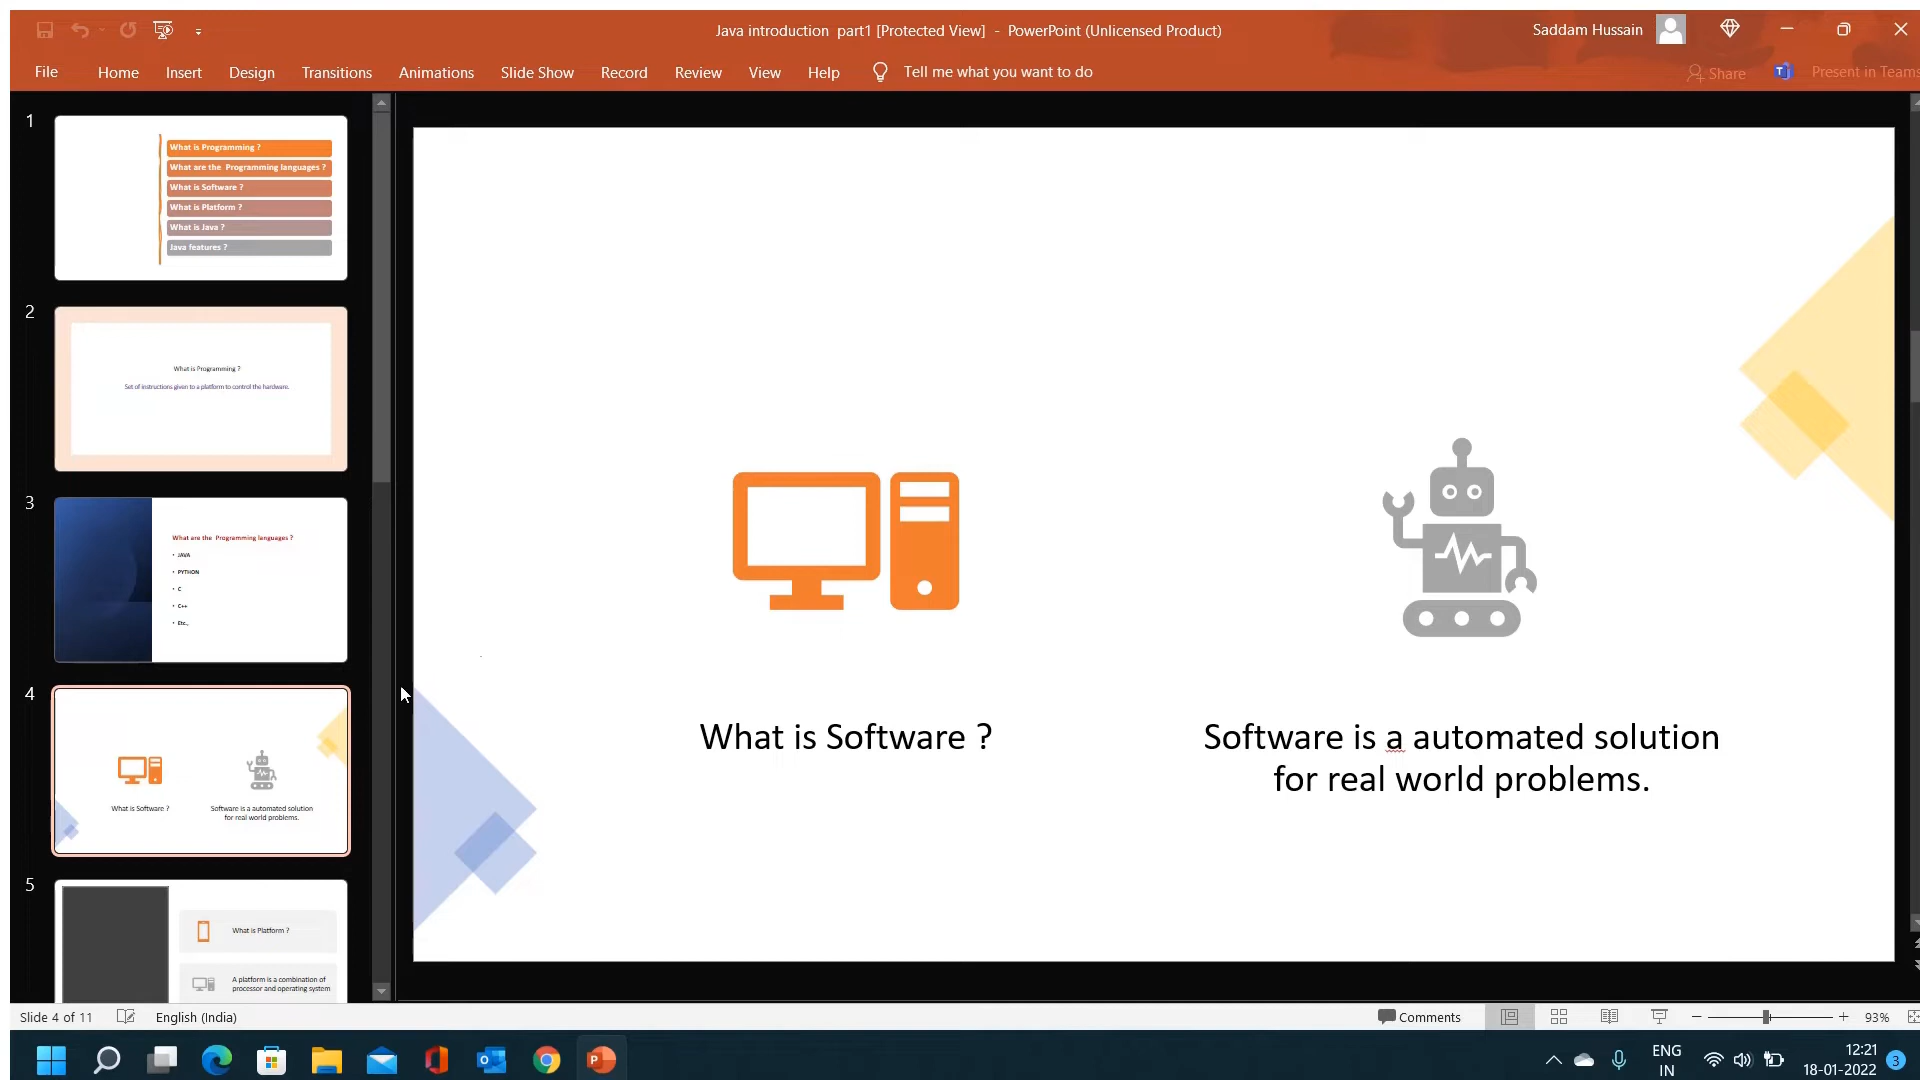 Java introduction  part1 [Protected View]  -  PowerPoint (Unlicensed Product)
Saddam Hussain
File
Home
Insert
Design
Transitions
Animations
Slide Show
Record
Review
View
Help
Tell me what you want to do
Share
Present in Teams
1
What is Programming ?
What are the  Programming languages ?
What is Software ?
What is Platform ?
What is Java ?
Java features ?
2
What is Programming ?
Set of instructions given to a platform to control the hardware.
3
What are the  Programming languages ?
• JAVA
• PYTHON
• C
• C++
• Etc.,
4
What is Software ?
Software is a automated solution
for real world problems.
5
What is Platform ?
A platform is a combination of
processor and operating system
What is Software ?
Software is a automated solution
for real world problems.
Slide 4 of 11
English (India)
Comments
93%
ENG
IN
12:21
18-01-2022
3